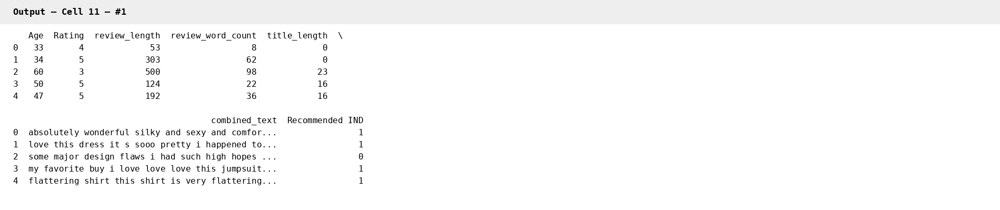 Output — Cell 11 — #1
   Age  Rating  review_length  review_word_count  title_length  \
0   33       4             53                  8             0
1   34       5            303                 62             0
2   60       3            500                 98            23
3   50       5            124                 22            16
4   47       5            192                 36            16
                                       combined_text  Recommended IND
0  absolutely wonderful silky and sexy and comfor...                1
1  love this dress it s sooo pretty i happened to...                1
2  some major design flaws i had such high hopes ...                0
3  my favorite buy i love love love this jumpsuit...                1
4  flattering shirt this shirt is very flattering...                1